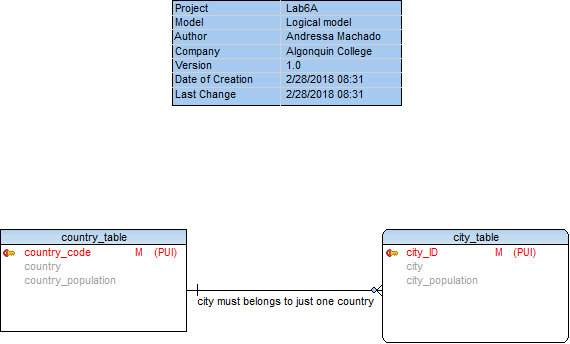 Project Lab6A
Model Logical model
Author Andressa Machado
Company Algonquin College
Version 1.0
Date of Creation 2/28/2018 08:31
Last Change 2/28/2018 08:31
country_table
country_code M (PUI)
country
country_population
city_table
city_ID M (PUI)
city
city_population
city must belongs to just one country